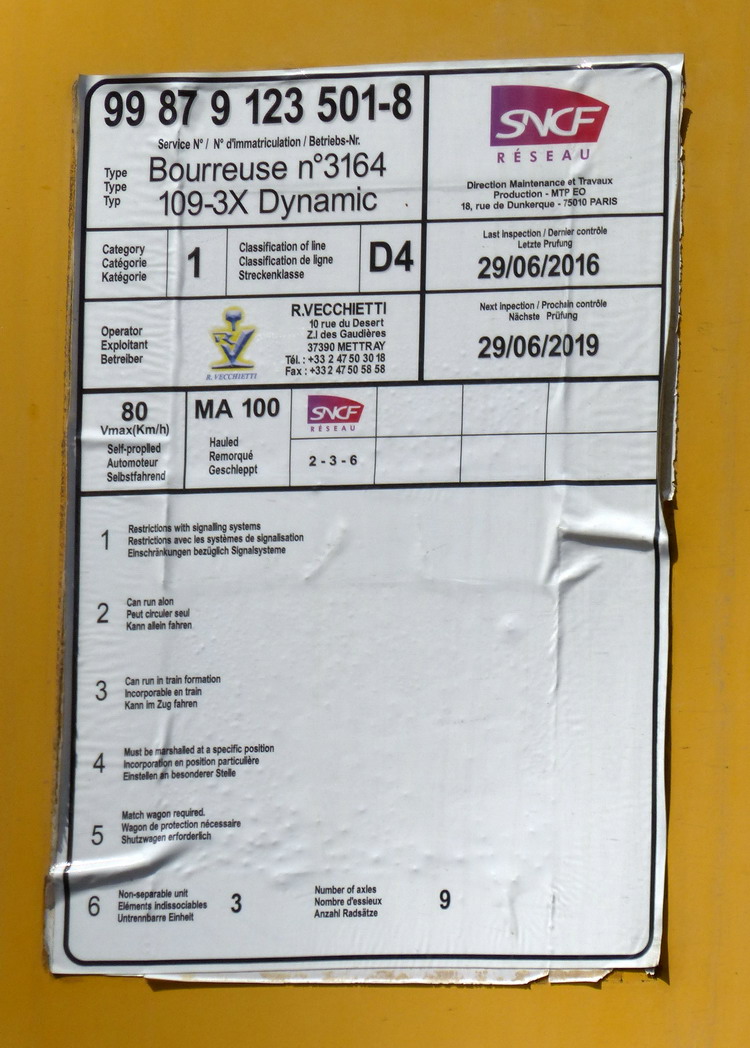 99 87 9 123 501-8
Service N° / N° d'immatriculation / Betriebs-Nr.
Type
Type
Typ
Bourreuse n°3164
109-3X Dynamic
SNCF
RÉSEAU
Direction Maintenance et Travaux
Production - MTP EO
18, rue de Dunkerque - 75010 PARIS
Category
Catégorie
Katégorie
1
Classification of line
Classification de ligne
Streckenklasse
D4
Last inspection / Dernier contrôle
Letzte Prufung
29/06/2016
Operator
Exploitant
Betreiber
RV
R. VECCHIETTI
R.VECCHIETTI
10 rue du Desert
Z.I des Gaudières
37390 METTRAY
Tél. : +33 2 47 50 30 18
Fax : +33 2 47 50 58 58
Next inpection / Prochain contrôle
Nächste Prüfung
29/06/2019
80
Vmax(Km/h)
Self-proplled
Automoteur
Selbstfahrend
MA 100
Hauled
Remorqué
Geschleppt
SNCF
RÉSEAU
2 - 3 - 6
1
Restrictions with signalling systems
Restrictions avec les systèmes de signalisation
Einschränkungen bezüglich Signalsysteme
2
Can run alon
Peut circuler seul
Kann allein fahren
3
Can run in train formation
Incorporable en train
Kann im Zug fahren
4
Must be marshalled at a specific position
Incorporation en position particulière
Einstellen an besonderer Stelle
5
Match wagon required.
Wagon de protection nécessaire
Shutzwagen erforderlich
6
Non-separable unit
Eléments indissociables
Untrennbarre Einheit
3
Number of axles
Nombre d'essieux
Anzahl Radsätze
9